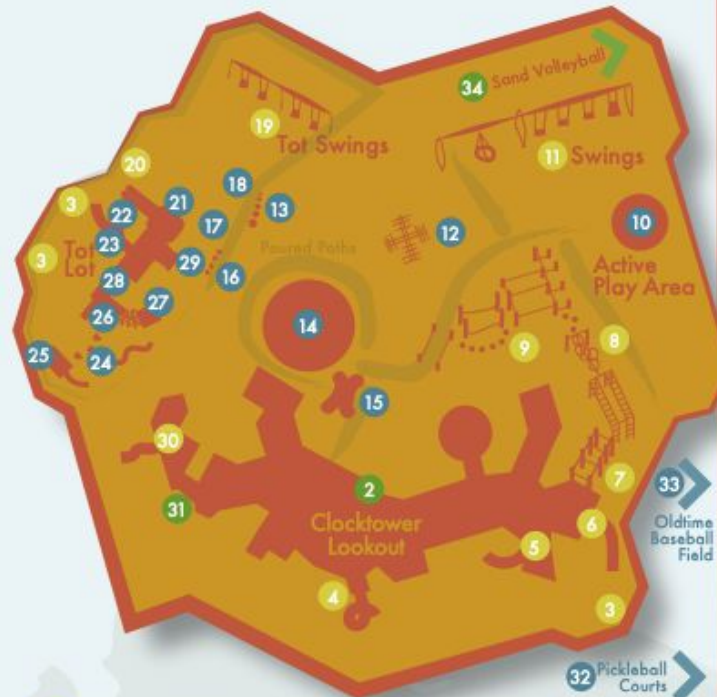 34 Sand Volleyball
19
Tot Swings
11 Swings
20
18
3
22
21
13
17
10
23
12
3
Tot
Lot
29
16
Poured Paths
Active
Play Area
28
26
27
14
9
8
25
24
15
30
2
7
33
31
Clocktower
Lookout
6
Oldtime
Baseball
Field
5
4
3
32 Pickleball
Courts